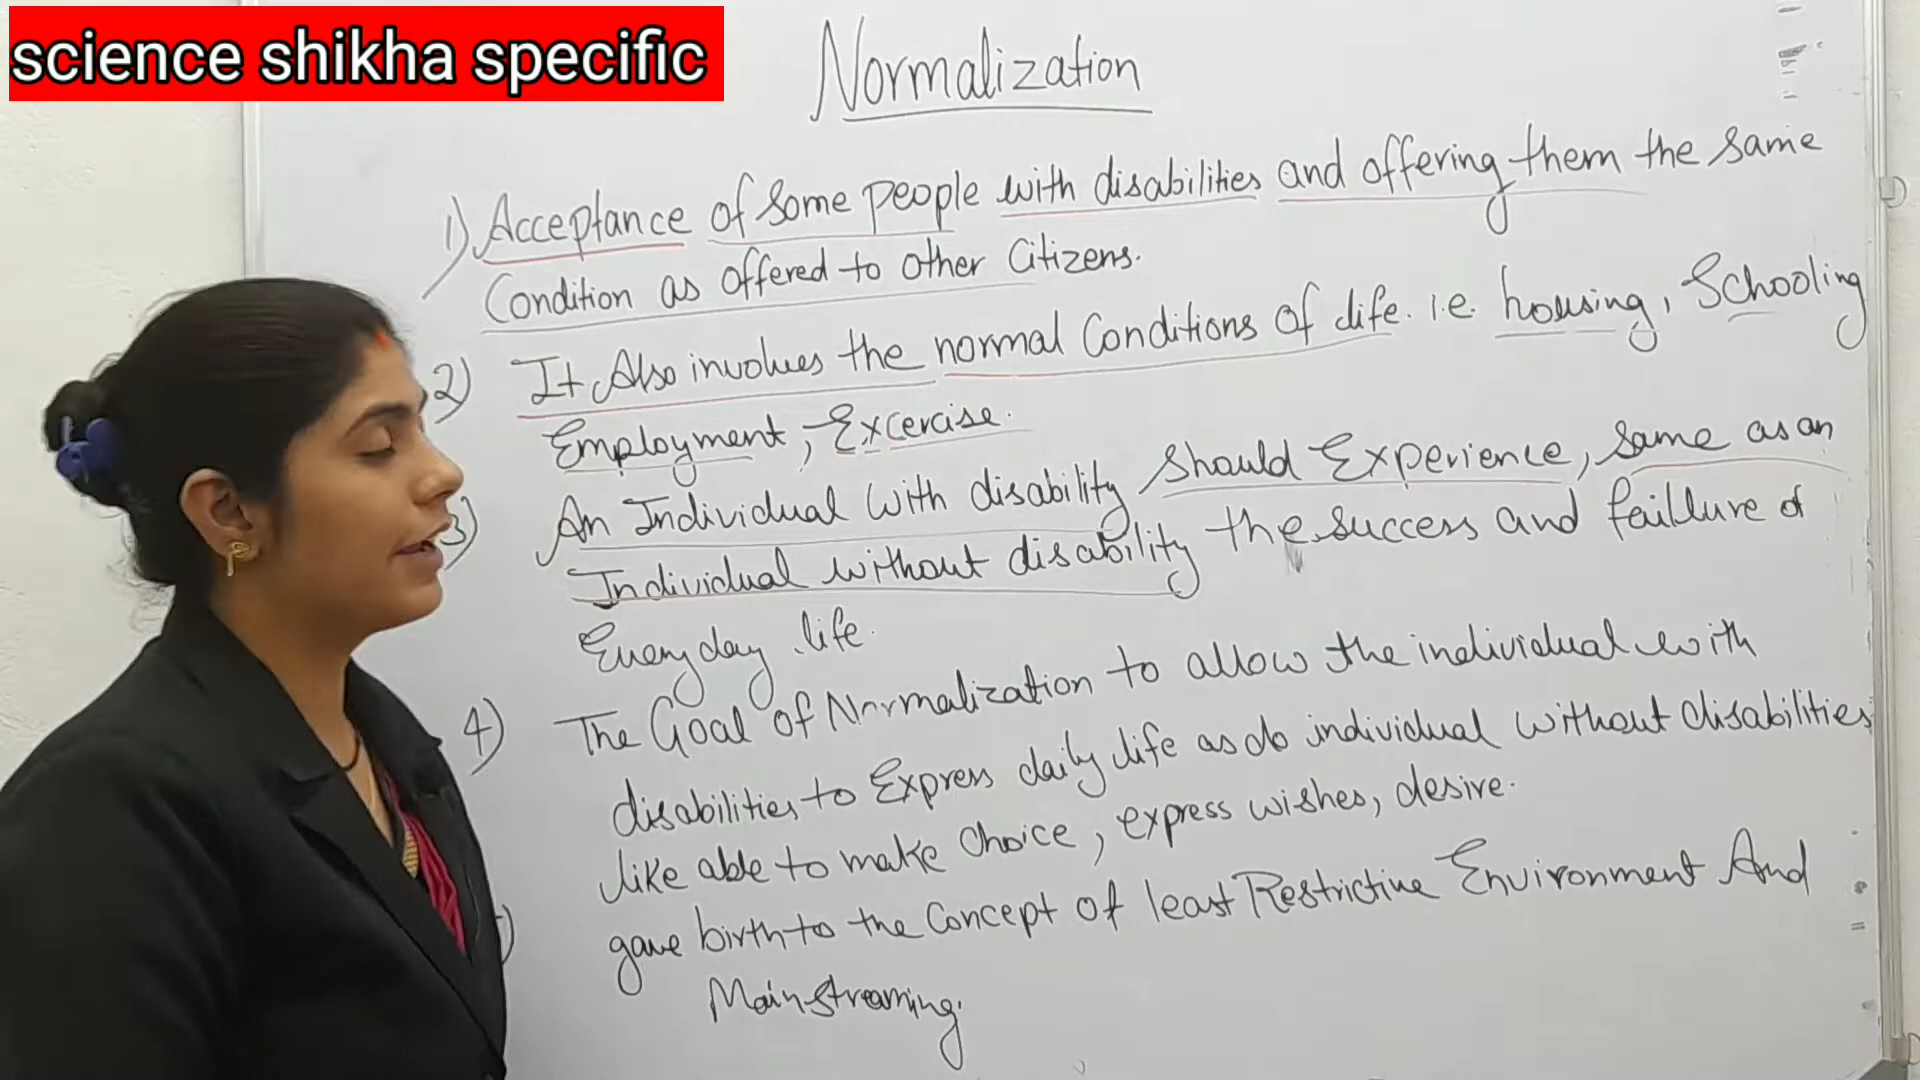 science shikha specific
Normalization
1) Acceptance of some people with disabilities and offering them the same
Condition as offered to other Citizens.
2) It Also involves the normal Conditions of life. i.e. housing, Schooling
Employment, Excercise.
3) An Individual with disability should Experience, same as an
Individual without disability the success and faillure of
Everyday life.
4) The Goal of Normalization to allow the individual with
disabilities to Express daily life as do individual without disabilities
like able to make choice, express wishes, desire.
gave birth to the Concept of least Restrictive Environment And
Mainstreaming.